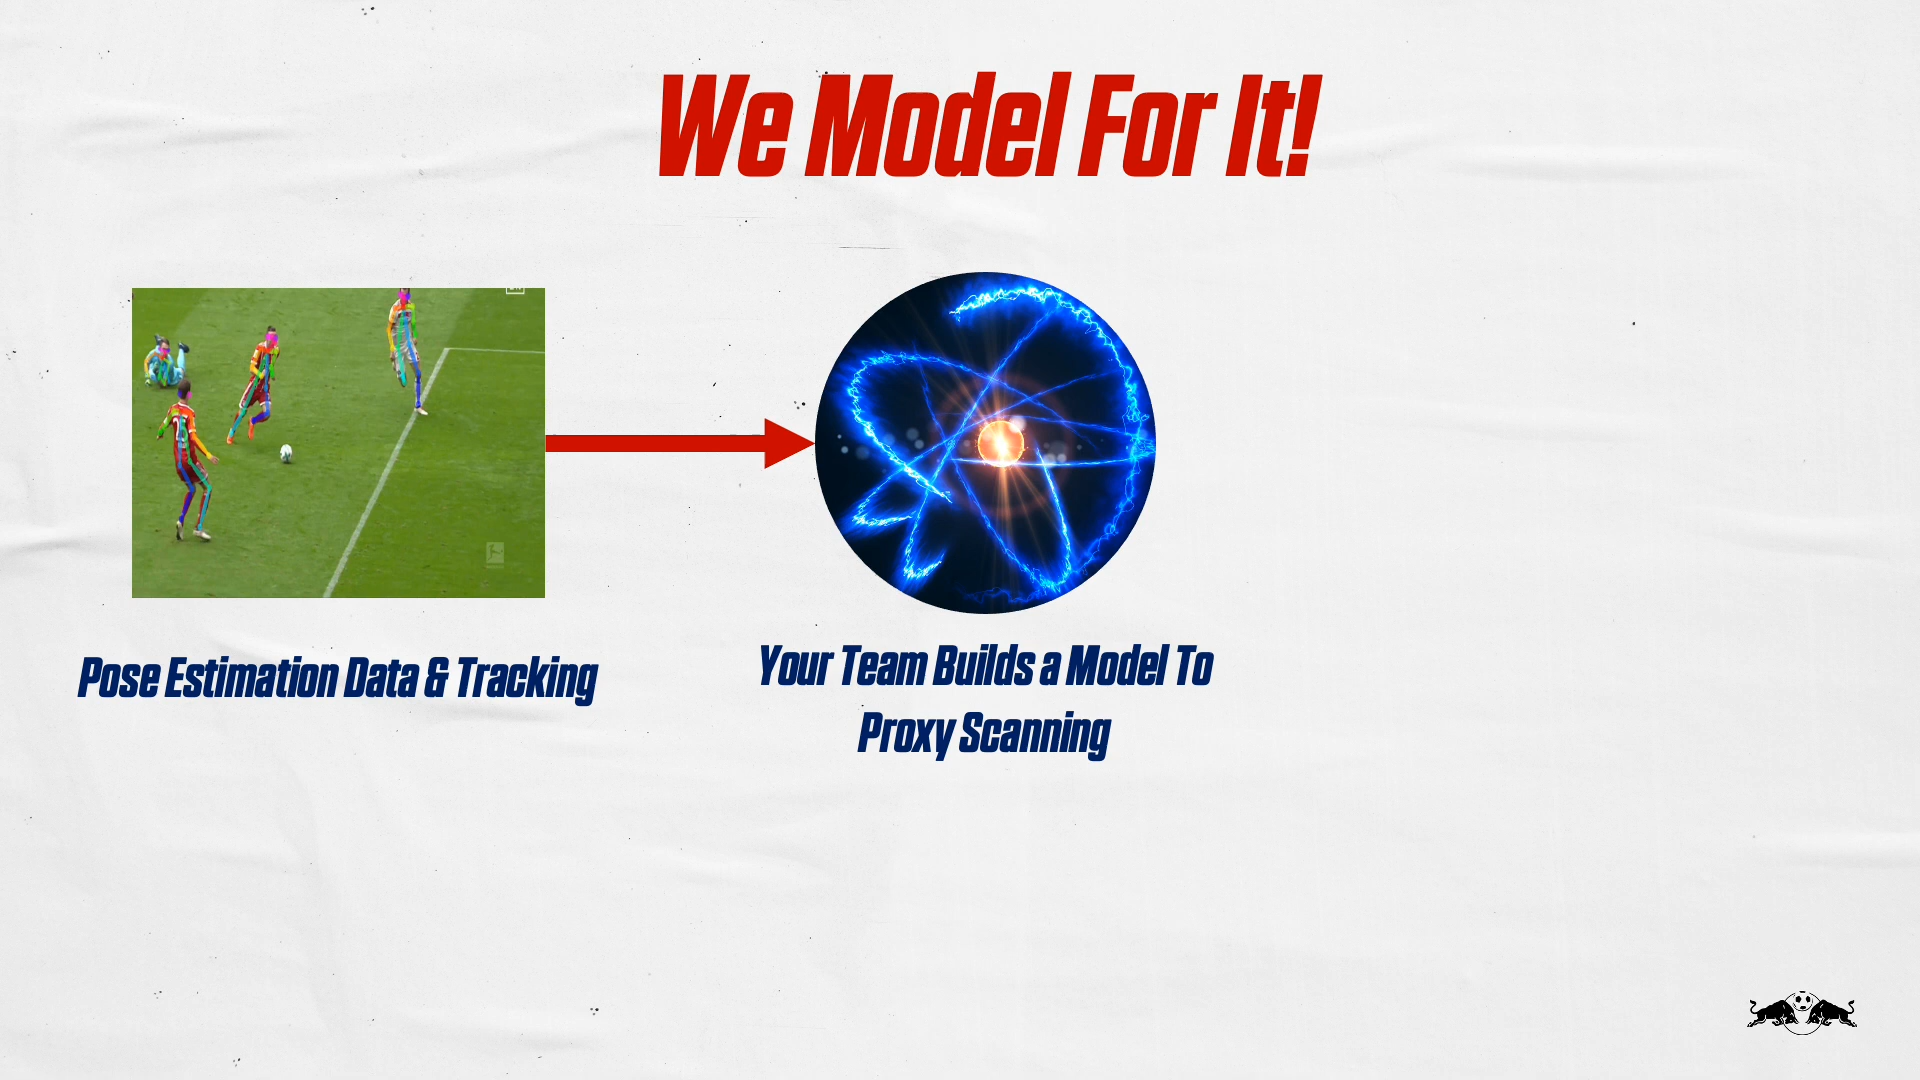 We Model For It!
Pose Estimation Data & Tracking
Your Team Builds a Model To
Proxy Scanning